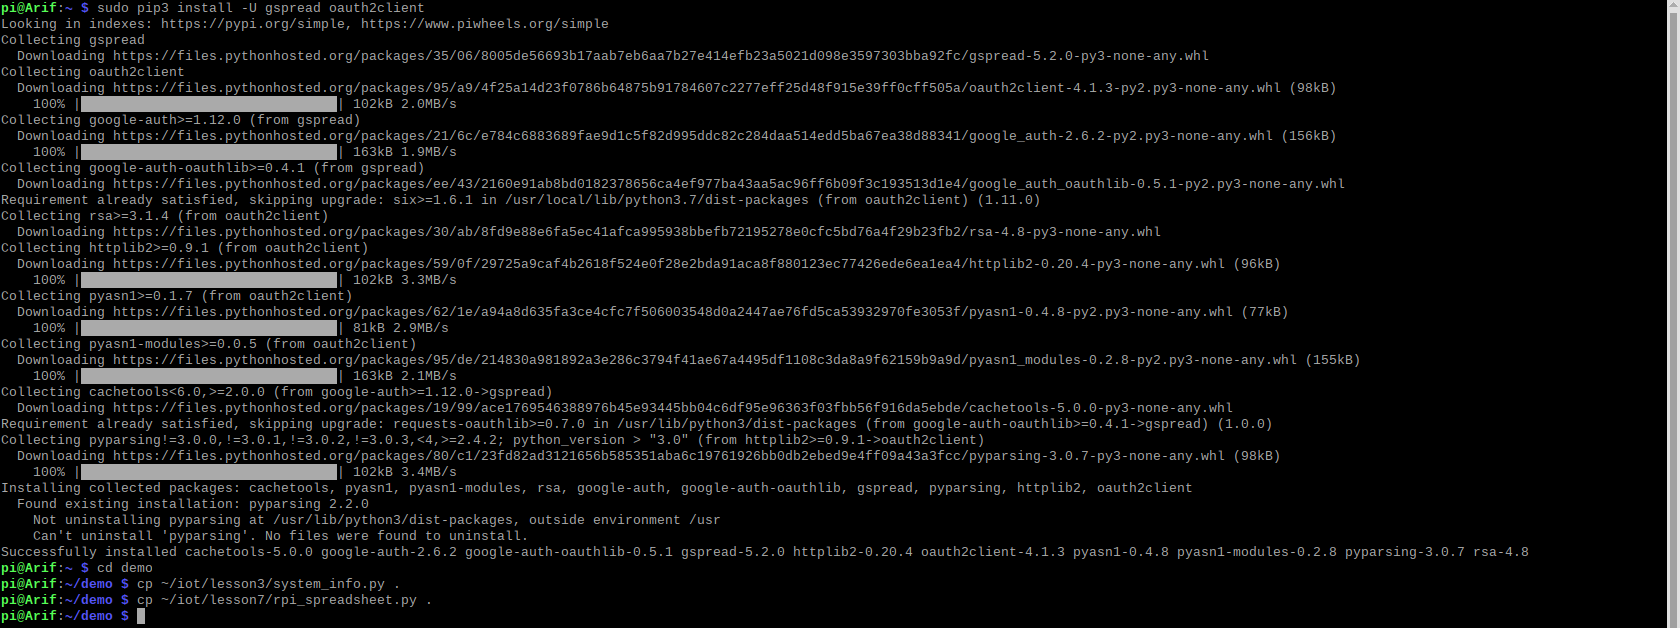 pi@Arif:~ $ sudo pip3 install -U gspread oauth2client
Looking in indexes: https://pypi.org/simple, https://www.piwheels.org/simple
Collecting gspread
  Downloading https://files.pythonhosted.org/packages/35/06/8005de56693b17aab7eb6aa7b27e414efb23a5021d098e3597303bba92fc/gspread-5.2.0-py3-none-any.whl
Collecting oauth2client
  Downloading https://files.pythonhosted.org/packages/95/a9/4f25a14d23f0786b64875b91784607c2277eff25d48f915e39ff0cff505a/oauth2client-4.1.3-py2.py3-none-any.whl (98kB)
    100% |████████████████████████████████| 102kB 2.0MB/s
Collecting google-auth>=1.12.0 (from gspread)
  Downloading https://files.pythonhosted.org/packages/21/6c/e784c6883689fae9d1c5f82d995ddc82c284daa514edd5ba67ea38d88341/google_auth-2.6.2-py2.py3-none-any.whl (156kB)
    100% |████████████████████████████████| 163kB 1.9MB/s
Collecting google-auth-oauthlib>=0.4.1 (from gspread)
  Downloading https://files.pythonhosted.org/packages/ee/43/2160e91ab8bd0182378656ca4ef977ba43aa5ac96ff6b09f3c193513d1e4/google_auth_oauthlib-0.5.1-py2.py3-none-any.whl
Requirement already satisfied, skipping upgrade: six>=1.6.1 in /usr/local/lib/python3.7/dist-packages (from oauth2client) (1.11.0)
Collecting rsa>=3.1.4 (from oauth2client)
  Downloading https://files.pythonhosted.org/packages/30/ab/8fd9e88e6fa5ec41afca995938bbefb72195278e0cfc5bd76a4f29b23fb2/rsa-4.8-py3-none-any.whl
Collecting httplib2>=0.9.1 (from oauth2client)
  Downloading https://files.pythonhosted.org/packages/59/0f/29725a9caf4b2618f524e0f28e2bda91aca8f880123ec77426ede6ea1ea4/httplib2-0.20.4-py3-none-any.whl (96kB)
    100% |████████████████████████████████| 102kB 3.3MB/s
Collecting pyasn1>=0.1.7 (from oauth2client)
  Downloading https://files.pythonhosted.org/packages/62/1e/a94a8d635fa3ce4cfc7f506003548d0a2447ae76fd5ca53932970fe3053f/pyasn1-0.4.8-py2.py3-none-any.whl (77kB)
    100% |████████████████████████████████| 81kB 2.9MB/s
Collecting pyasn1-modules>=0.0.5 (from oauth2client)
  Downloading https://files.pythonhosted.org/packages/95/de/214830a981892a3e286c3794f41ae67a4495df1108c3da8a9f62159b9a9d/pyasn1_modules-0.2.8-py2.py3-none-any.whl (155kB)
    100% |████████████████████████████████| 163kB 2.1MB/s
Collecting cachetools<6.0,>=2.0.0 (from google-auth>=1.12.0->gspread)
  Downloading https://files.pythonhosted.org/packages/19/99/ace1769546388976b45e93445bb04c6df95e96363f03fbb56f916da5ebde/cachetools-5.0.0-py3-none-any.whl
Requirement already satisfied, skipping upgrade: requests-oauthlib>=0.7.0 in /usr/lib/python3/dist-packages (from google-auth-oauthlib>=0.4.1->gspread) (1.0.0)
Collecting pyparsing!=3.0.0,!=3.0.1,!=3.0.2,!=3.0.3,<4,>=2.4.2; python_version > "3.0" (from httplib2>=0.9.1->oauth2client)
  Downloading https://files.pythonhosted.org/packages/80/c1/23fd82ad3121656b585351aba6c19761926bb0db2ebed9e4ff09a43a3fcc/pyparsing-3.0.7-py3-none-any.whl (98kB)
    100% |████████████████████████████████| 102kB 3.4MB/s
Installing collected packages: cachetools, pyasn1, pyasn1-modules, rsa, google-auth, google-auth-oauthlib, gspread, pyparsing, httplib2, oauth2client
  Found existing installation: pyparsing 2.2.0
    Not uninstalling pyparsing at /usr/lib/python3/dist-packages, outside environment /usr
    Can't uninstall 'pyparsing'. No files were found to uninstall.
Successfully installed cachetools-5.0.0 google-auth-2.6.2 google-auth-oauthlib-0.5.1 gspread-5.2.0 httplib2-0.20.4 oauth2client-4.1.3 pyasn1-0.4.8 pyasn1-modules-0.2.8 pyparsing-3.0.7 rsa-4.8
pi@Arif:~ $ cd demo
pi@Arif:~/demo $ cp ~/iot/lesson3/system_info.py .
pi@Arif:~/demo $ cp ~/iot/lesson7/rpi_spreadsheet.py .
pi@Arif:~/demo $